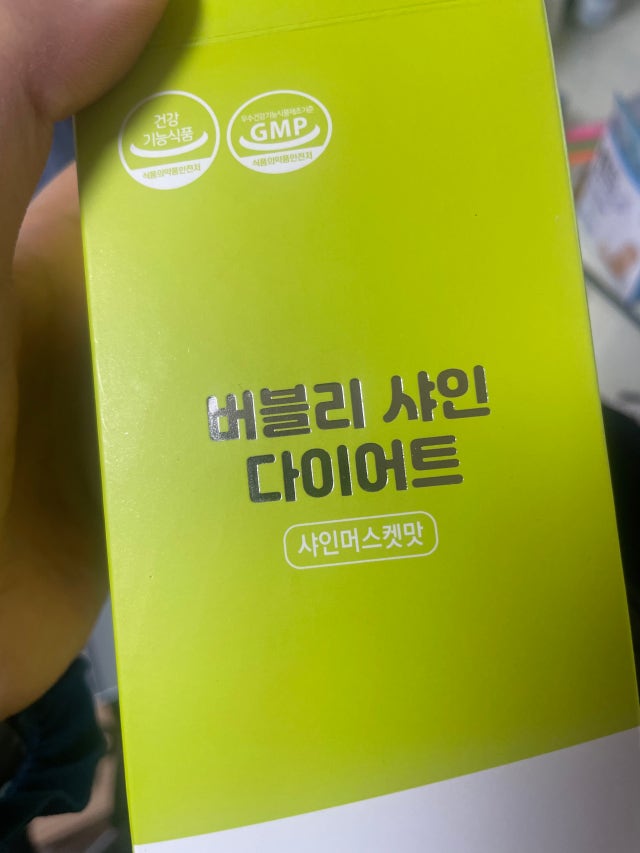 건강
기능식품
식품의약품안전처
우수건강기능식품제조기준
GMP
식품의약품안전처
버블리 샤인
다이어트
샤인머스켓맛